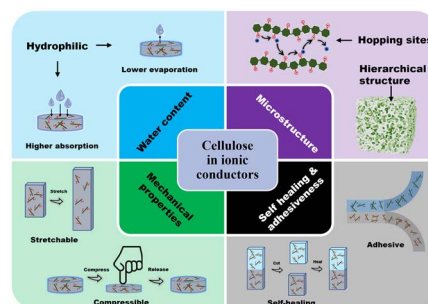 Hydrophilic
Lower evaporation
Higher absorption
Hopping sites
Hierarchical
structure
Water content
Microstructure
Cellulose
in ionic
conductors
Mechanical
properties
Self healing &
adhesiveness
Stretch
Stretchable
Compress
Release
Compressible
Cut
Heal
Self-healing
Adhesive